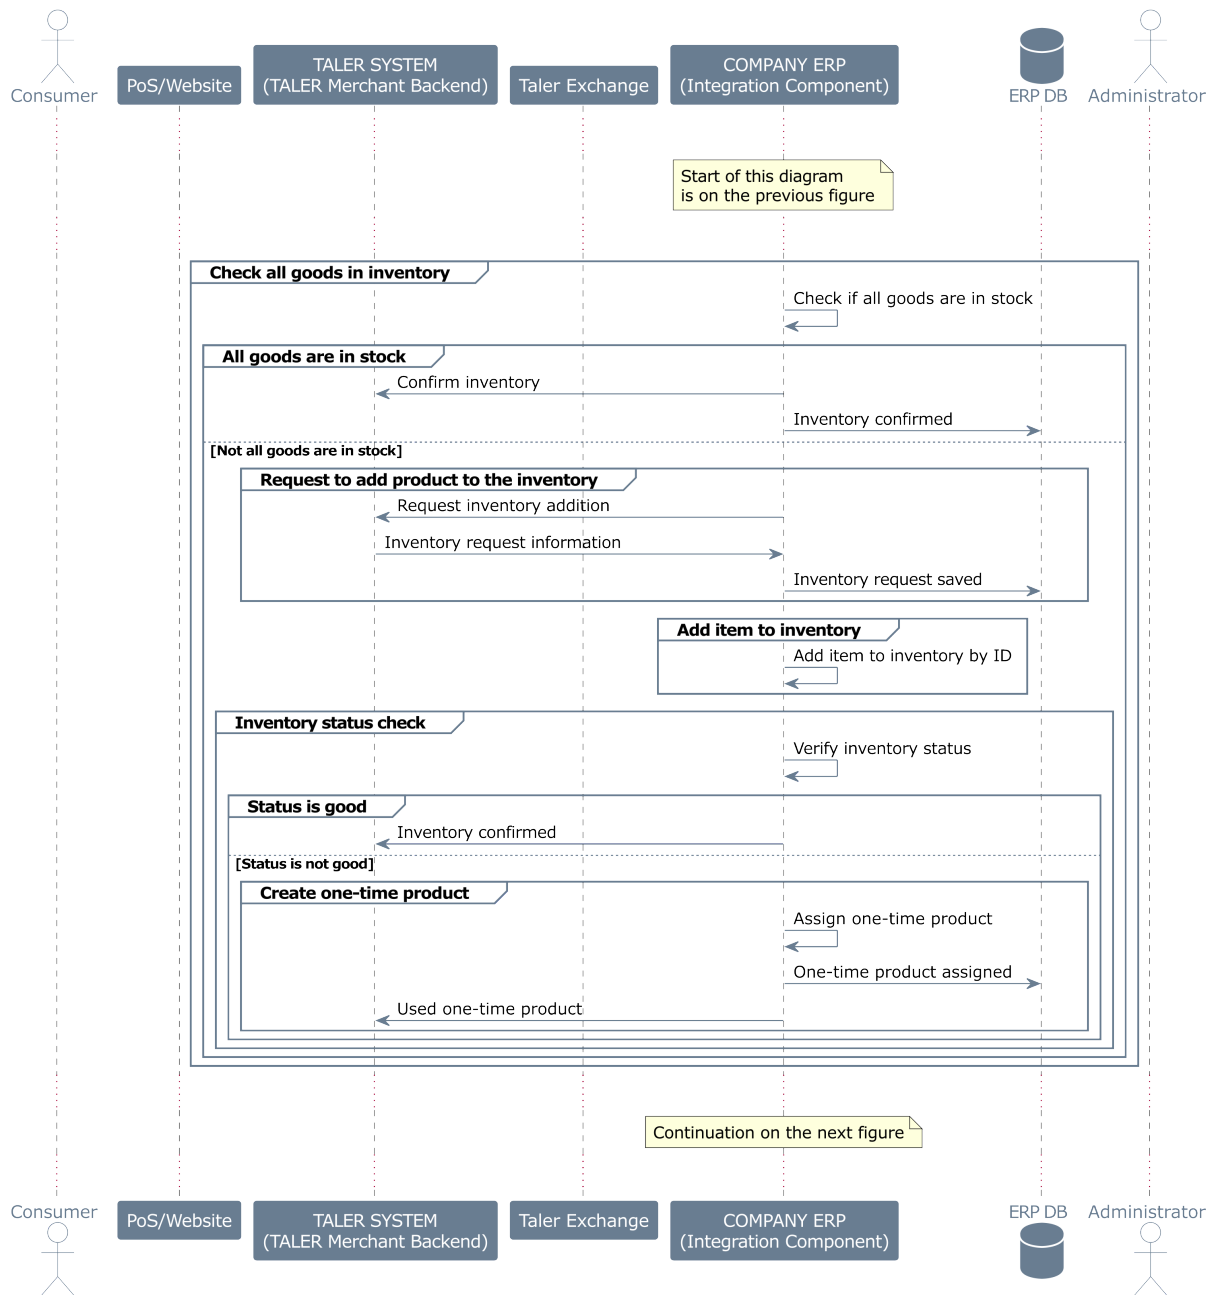 Consumer
PoS/Website
TALER SYSTEM
(TALER Merchant Backend)
Taler Exchange
COMPANY ERP
(Integration Component)
ERP DB
Administrator
Start of this diagram
is on the previous figure
Check all goods in inventory
Check if all goods are in stock
All goods are in stock
Confirm inventory
Inventory confirmed
[Not all goods are in stock]
Request to add product to the inventory
Request inventory addition
Inventory request information
Inventory request saved
Add item to inventory
Add item to inventory by ID
Inventory status check
Verify inventory status
Status is good
Inventory confirmed
[Status is not good]
Create one-time product
Assign one-time product
One-time product assigned
Used one-time product
Continuation on the next figure
Consumer
PoS/Website
TALER SYSTEM
(TALER Merchant Backend)
Taler Exchange
COMPANY ERP
(Integration Component)
ERP DB
Administrator